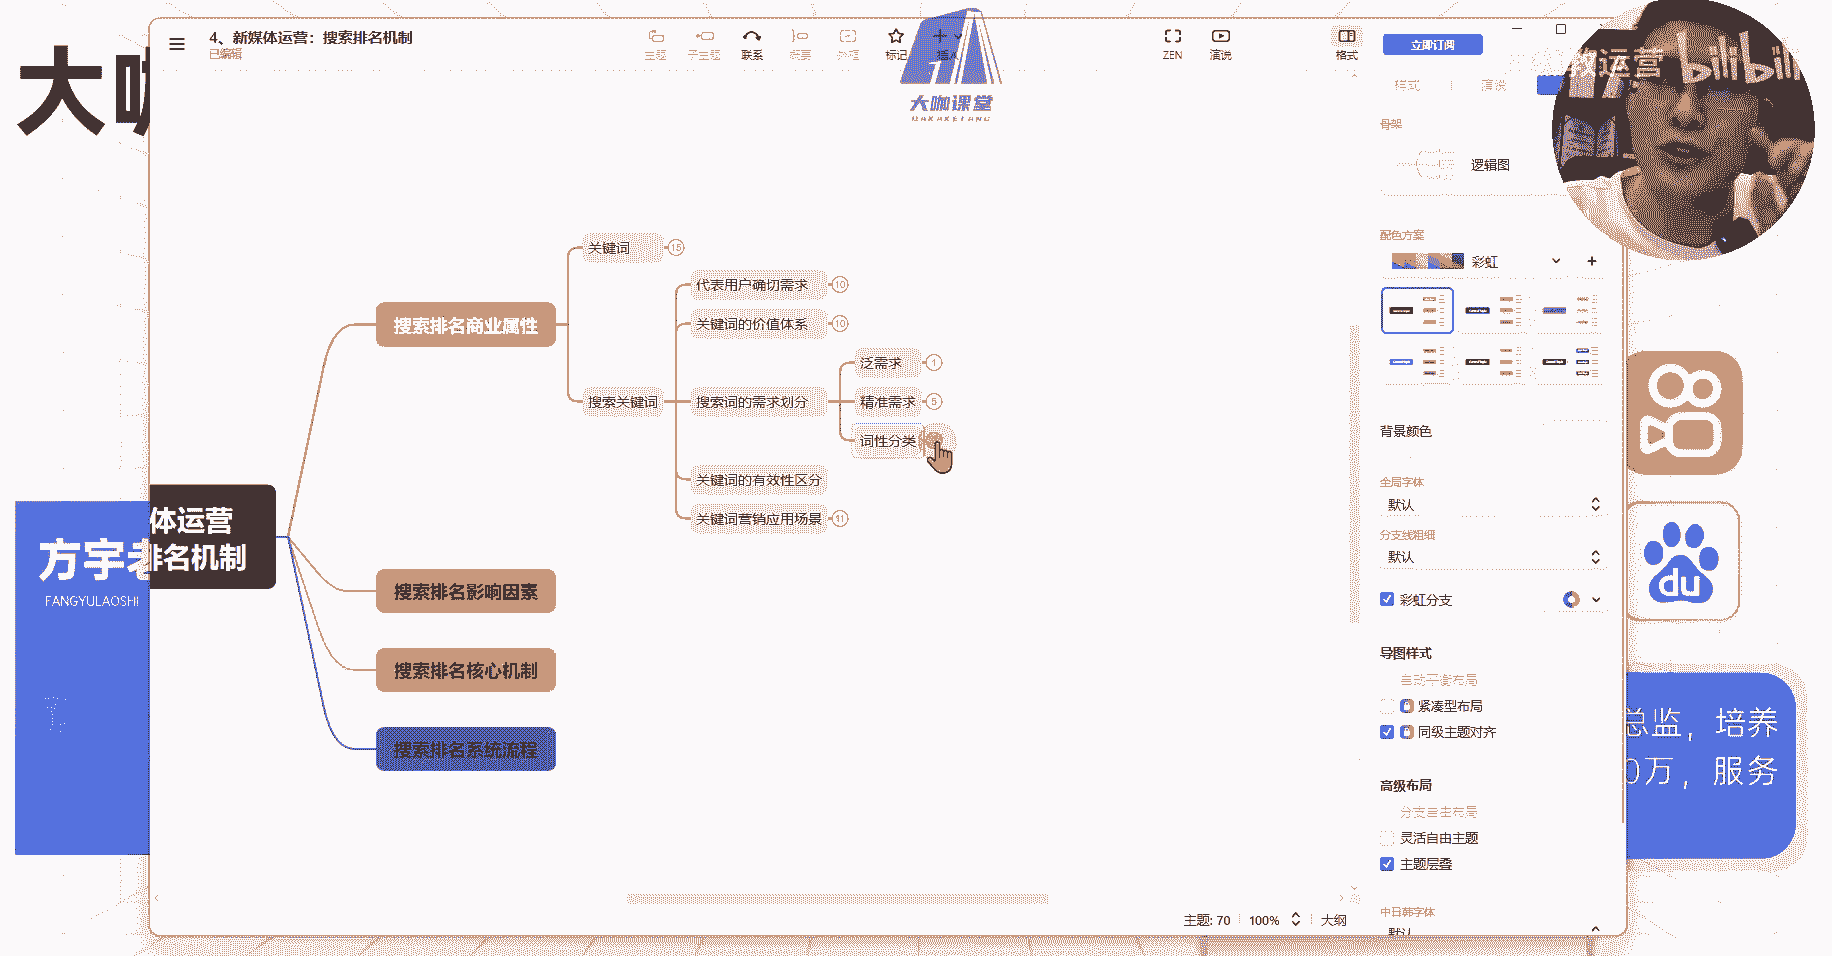 4、新媒体运营：搜索排名机制
已编辑
主题
子主题
联系
概要
外框
标记
插入
ZEN
演说
格式
立即订阅
教运营
bilibili
样式
演说
大咖课堂
DAKAKETANG
大咖
骨架
逻辑图
配色方案
彩虹
背景颜色
全局字体
默认
分支线粗细
默认
彩虹分支
导图样式
自动平衡布局
紧凑型布局
同级主题对齐
高级布局
分支自由布局
灵活自由主题
主题层叠
中日韩字体
默认
关键词
15
代表用户确切需求
10
关键词的价值体系
10
搜索排名商业属性
泛需求
1
搜索关键词
搜索词的需求划分
精准需求
5
词性分类
关键词的有效性区分
关键词营销应用场景
11
体运营
排名机制
搜索排名影响因素
搜索排名核心机制
搜索排名系统流程
方宇老
FANGYULAOSHI
du
总监，培养
0万，服务
主题: 70
100%
大纲